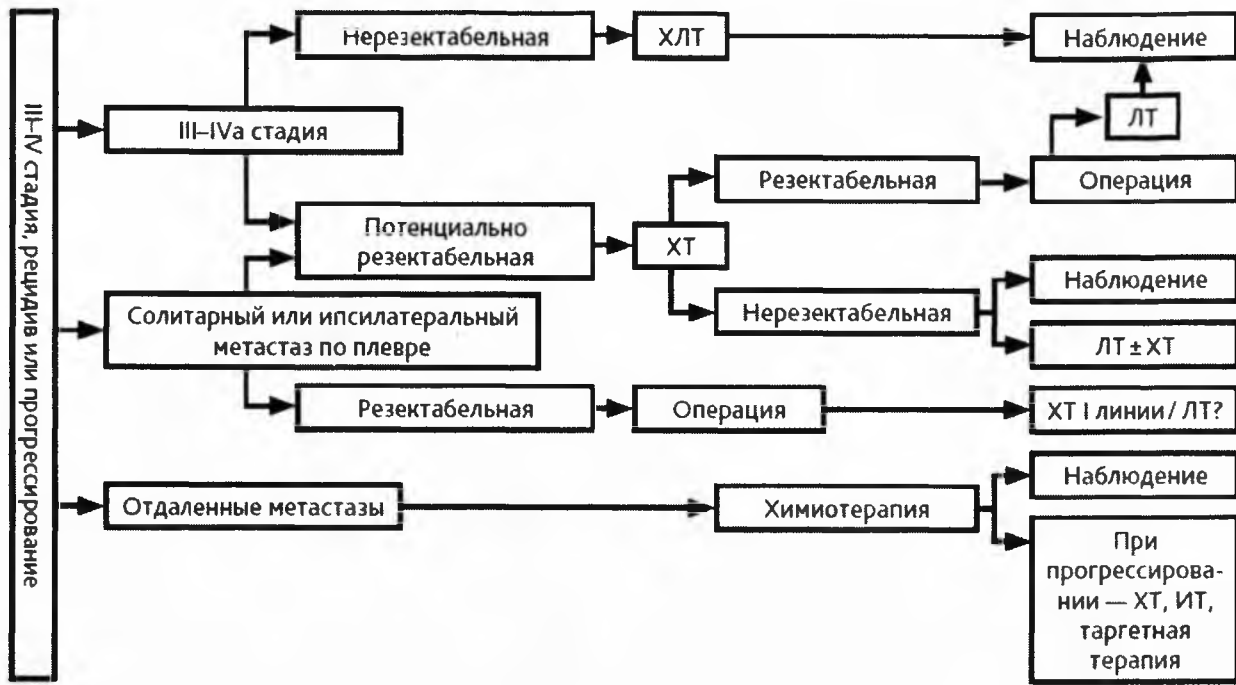 III–IV стадия, рецидив или прогрессирование
Нерезектабельная
ХЛТ
Наблюдение
III–IVa стадия
ЛТ
Резектабельная
Операция
Потенциально
резектабельная
ХТ
Наблюдение
Нерезектабельная
Солитарный или ипсилатеральный
метастаз по плевре
ЛТ ± ХТ
Резектабельная
Операция
ХТ I линии / ЛТ?
Наблюдение
Отдаленные метастазы
Химиотерапия
При
прогрессирова-
нии — ХТ, ИТ,
таргетная
терапия